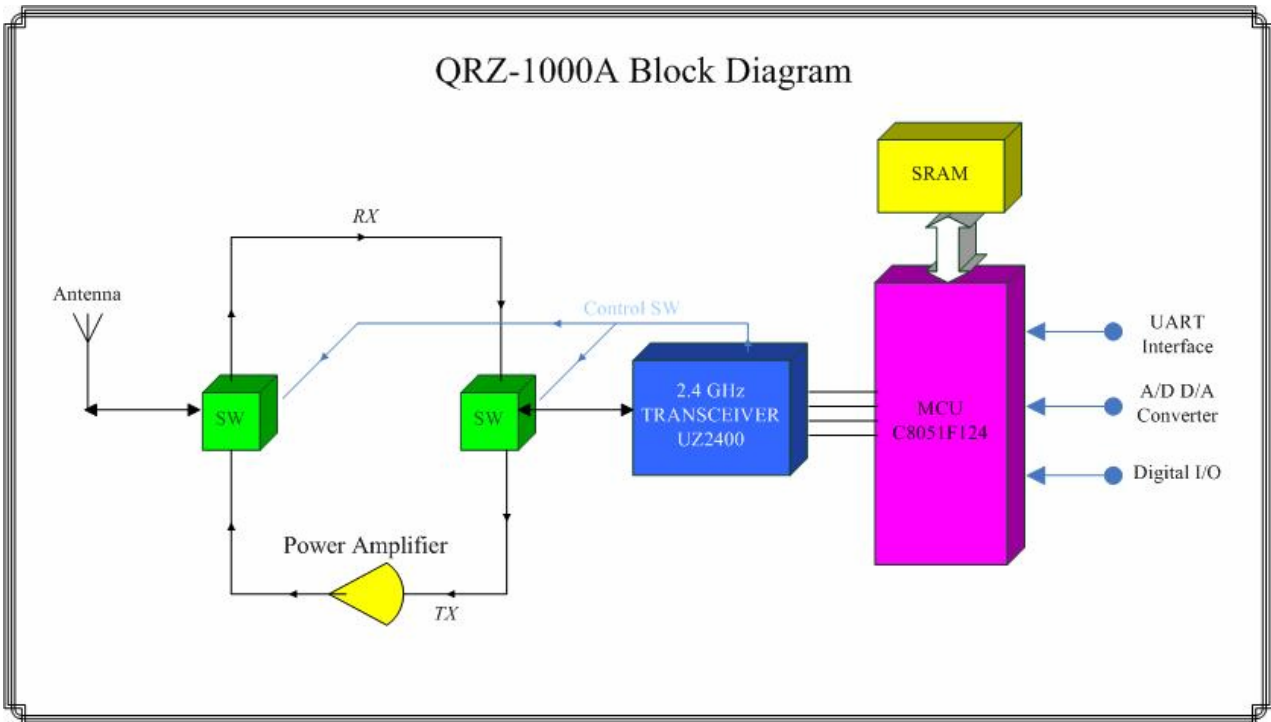 QRZ-1000A Block Diagram
SRAM
RX
Antenna
Control SW
UART
Interface
SW
SW
2.4 GHz
TRANSCEIVER
UZ2400
MCU
C8051F124
A/D D/A
Converter
Digital I/O
Power Amplifier
TX